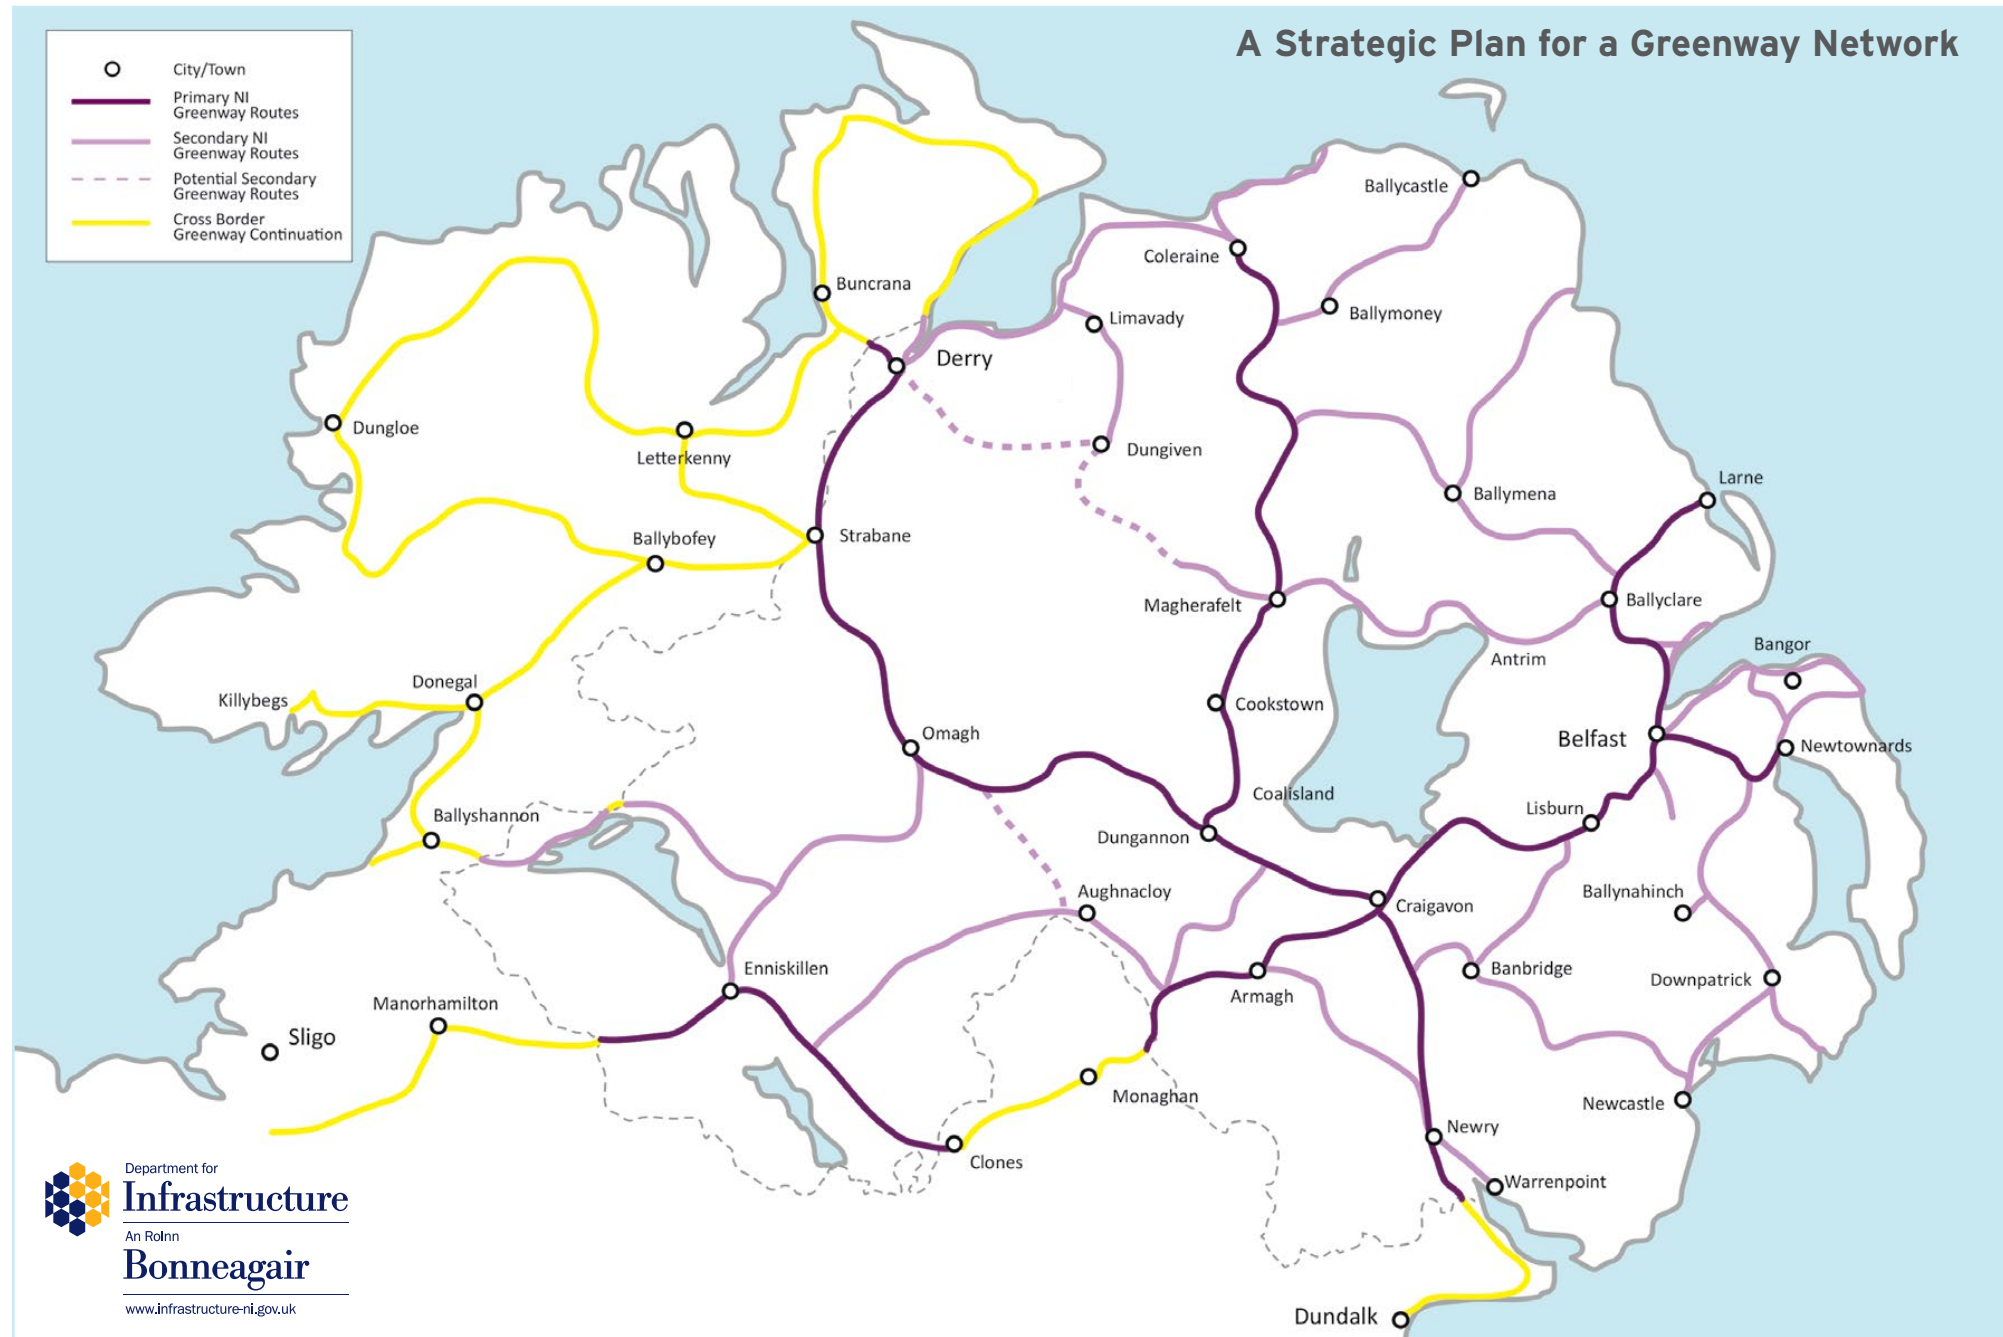 A Strategic Plan for a Greenway Network
City/Town
Primary NI
Greenway Routes
Secondary NI
Greenway Routes
Potential Secondary
Greenway Routes
Cross Border
Greenway Continuation
Ballycastle
Coleraine
Buncrana
Ballymoney
Limavady
Derry
Dungloe
Letterkenny
Dungiven
Larne
Ballymena
Strabane
Ballybofey
Magherafelt
Ballyclare
Antrim
Bangor
Donegal
Killybegs
Cookstown
Omagh
Belfast
Newtownards
Coalisland
Lisburn
Ballyshannon
Dungannon
Aughnacloy
Craigavon
Ballynahinch
Enniskillen
Armagh
Banbridge
Downpatrick
Manorhamilton
Sligo
Monaghan
Newcastle
Newry
Clones
Warrenpoint
Dundalk
Department for
Infrastructure
An Roinn
Bonneagair
www.infrastructure-ni.gov.uk